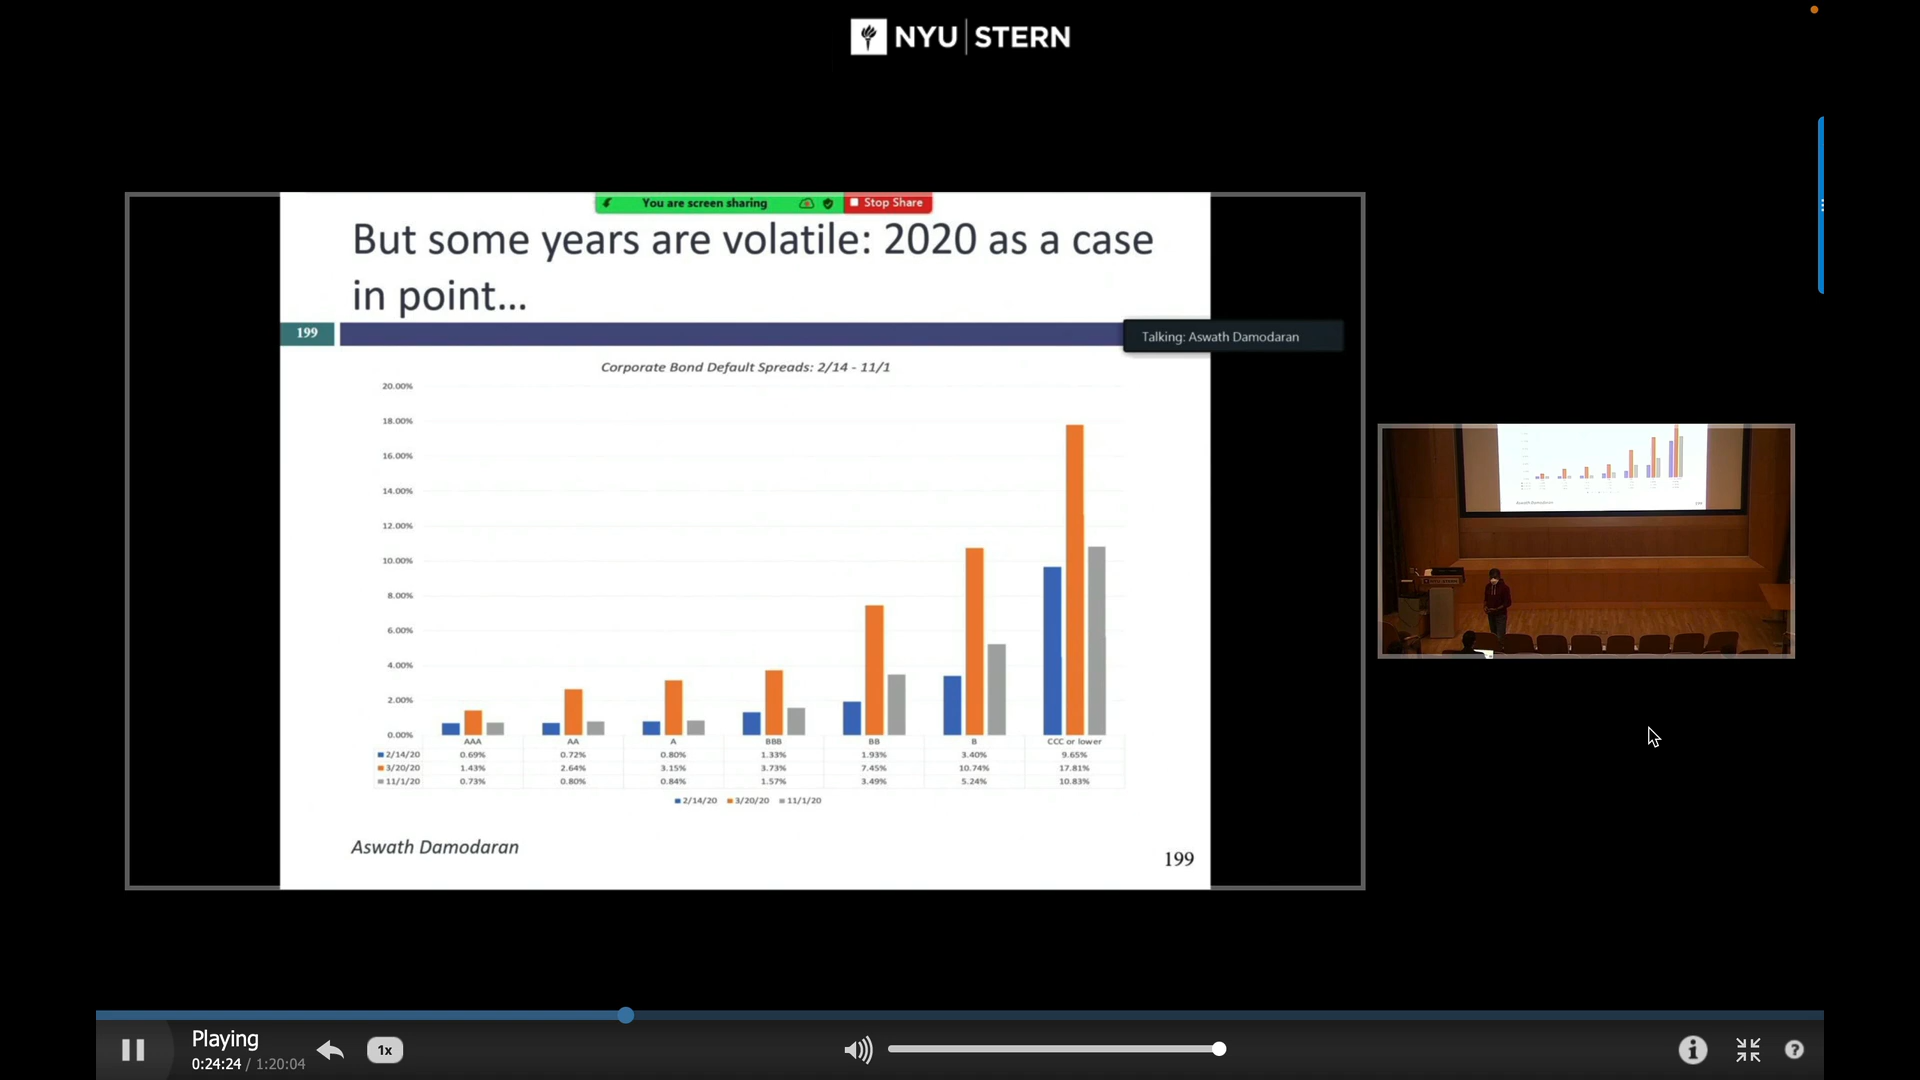 NYU | STERN
You are screen sharing
Stop Share
But some years are volatile: 2020 as a case
in point...
199
Talking: Aswath Damodaran
Corporate Bond Default Spreads: 2/14 - 11/1
20.00%
18.00%
16.00%
14.00%
12.00%
10.00%
8.00%
6.00%
4.00%
2.00%
0.00%
AAA AA A BBB BB B CCC or lower
2/14/20 0.69% 0.72% 0.80% 1.33% 1.93% 3.40% 9.65%
3/20/20 1.43% 2.64% 3.15% 3.73% 7.45% 10.74% 17.81%
11/1/20 0.73% 0.80% 0.84% 1.57% 3.49% 5.24% 10.83%
2/14/20 3/20/20 11/1/20
Aswath Damodaran
199
Playing
0:24:24 / 1:20:04
1x